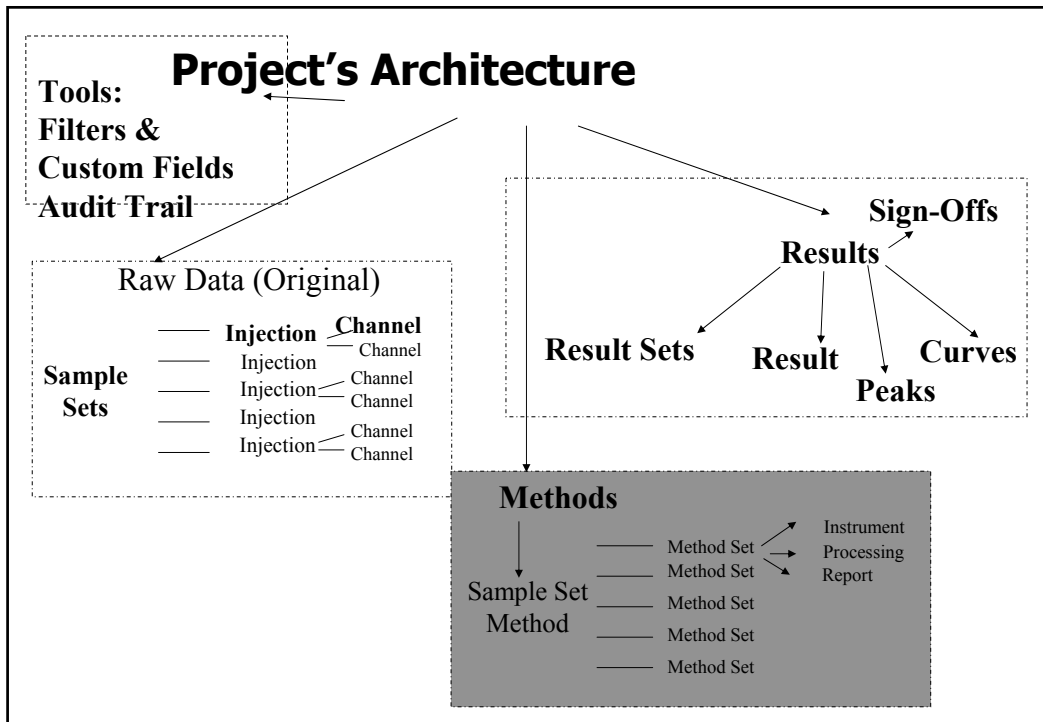 Project's Architecture
Tools:
Filters &
Custom Fields
Audit Trail
Raw Data (Original)
Sample
Sets
Injection
Channel
Channel
Injection
Injection
Channel
Channel
Injection
Injection
Channel
Channel
Sign-Offs
Results
Result Sets
Result
Peaks
Curves
Methods
Sample Set
Method
Method Set
Instrument
Processing
Report
Method Set
Method Set
Method Set
Method Set